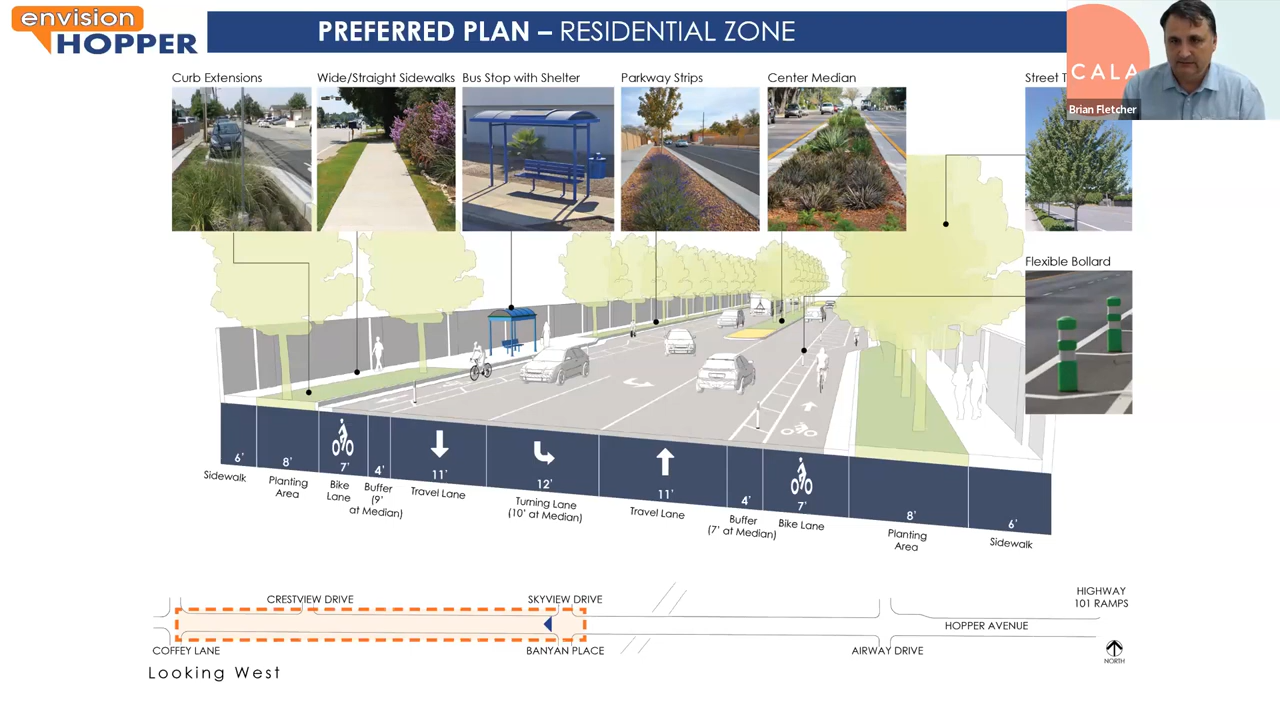 envision
HOPPER
PREFERRED PLAN – RESIDENTIAL ZONE
CALA
Brian Fletcher
Curb Extensions
Wide/Straight Sidewalks
Bus Stop with Shelter
Parkway Strips
Center Median
Street T
Flexible Bollard
6'
Sidewalk
8'
Planting
Area
7'
Bike
Lane
4'
Buffer
(9'
at Median)
11'
Travel Lane
12'
Turning Lane
(10' at Median)
11'
Travel Lane
4'
Buffer
(7' at Median)
7'
Bike Lane
8'
Planting
Area
6'
Sidewalk
CRESTVIEW DRIVE
SKYVIEW DRIVE
HIGHWAY
101 RAMPS
HOPPER AVENUE
COFFEY LANE
BANYAN PLACE
AIRWAY DRIVE
NORTH
Looking West